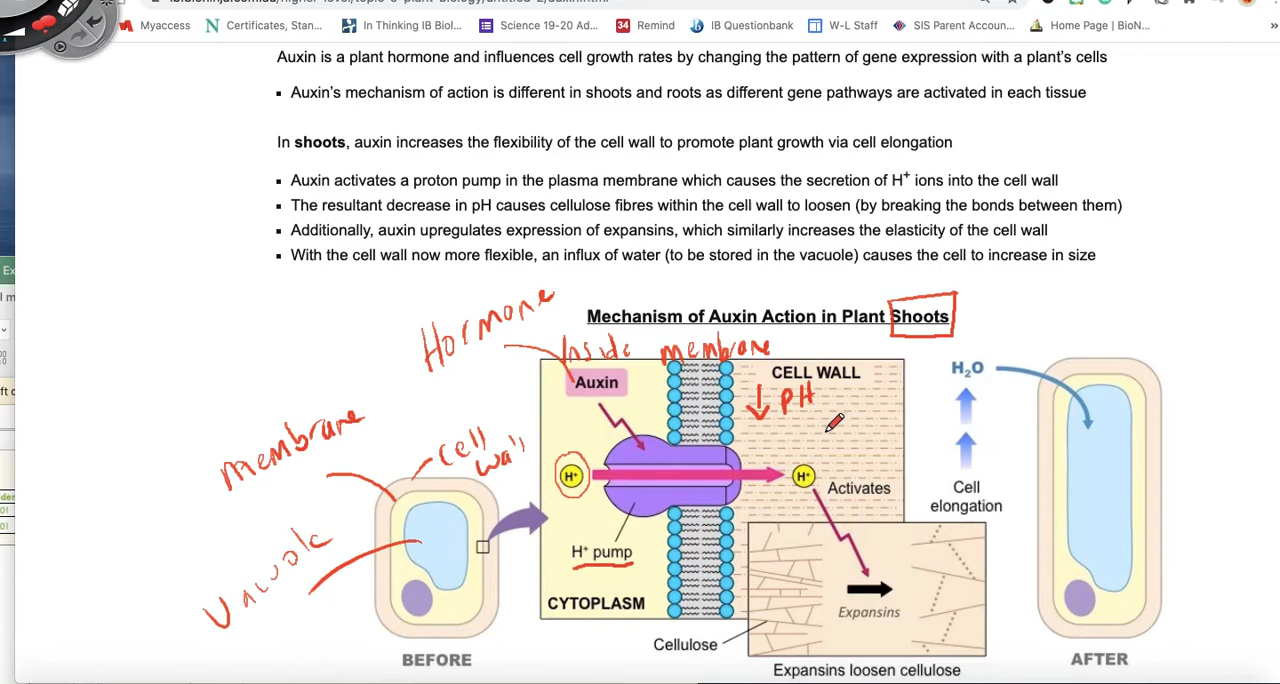 Myaccess
Certificates, Stan...
In Thinking IB Biol...
Science 19-20 Ad...
34 Remind
IB Questionbank
W-L Staff
SIS Parent Accoun...
Home Page | BioN...
»
Auxin is a plant hormone and influences cell growth rates by changing the pattern of gene expression with a plant's cells
▪ Auxin's mechanism of action is different in shoots and roots as different gene pathways are activated in each tissue
In shoots, auxin increases the flexibility of the cell wall to promote plant growth via cell elongation
▪ Auxin activates a proton pump in the plasma membrane which causes the secretion of H⁺ ions into the cell wall
▪ The resultant decrease in pH causes cellulose fibres within the cell wall to loosen (by breaking the bonds between them)
▪ Additionally, auxin upregulates expression of expansins, which similarly increases the elasticity of the cell wall
▪ With the cell wall now more flexible, an influx of water (to be stored in the vacuole) causes the cell to increase in size
Mechanism of Auxin Action in Plant Shoots
Hormone
Inside membrane
Auxin
CELL WALL
↓ pH
H₂O
membrane
cell
wall
H⁺
H⁺
Activates
Cell
elongation
vacuole
H⁺ pump
CYTOPLASM
Expansins
Cellulose
BEFORE
Expansins loosen cellulose
AFTER